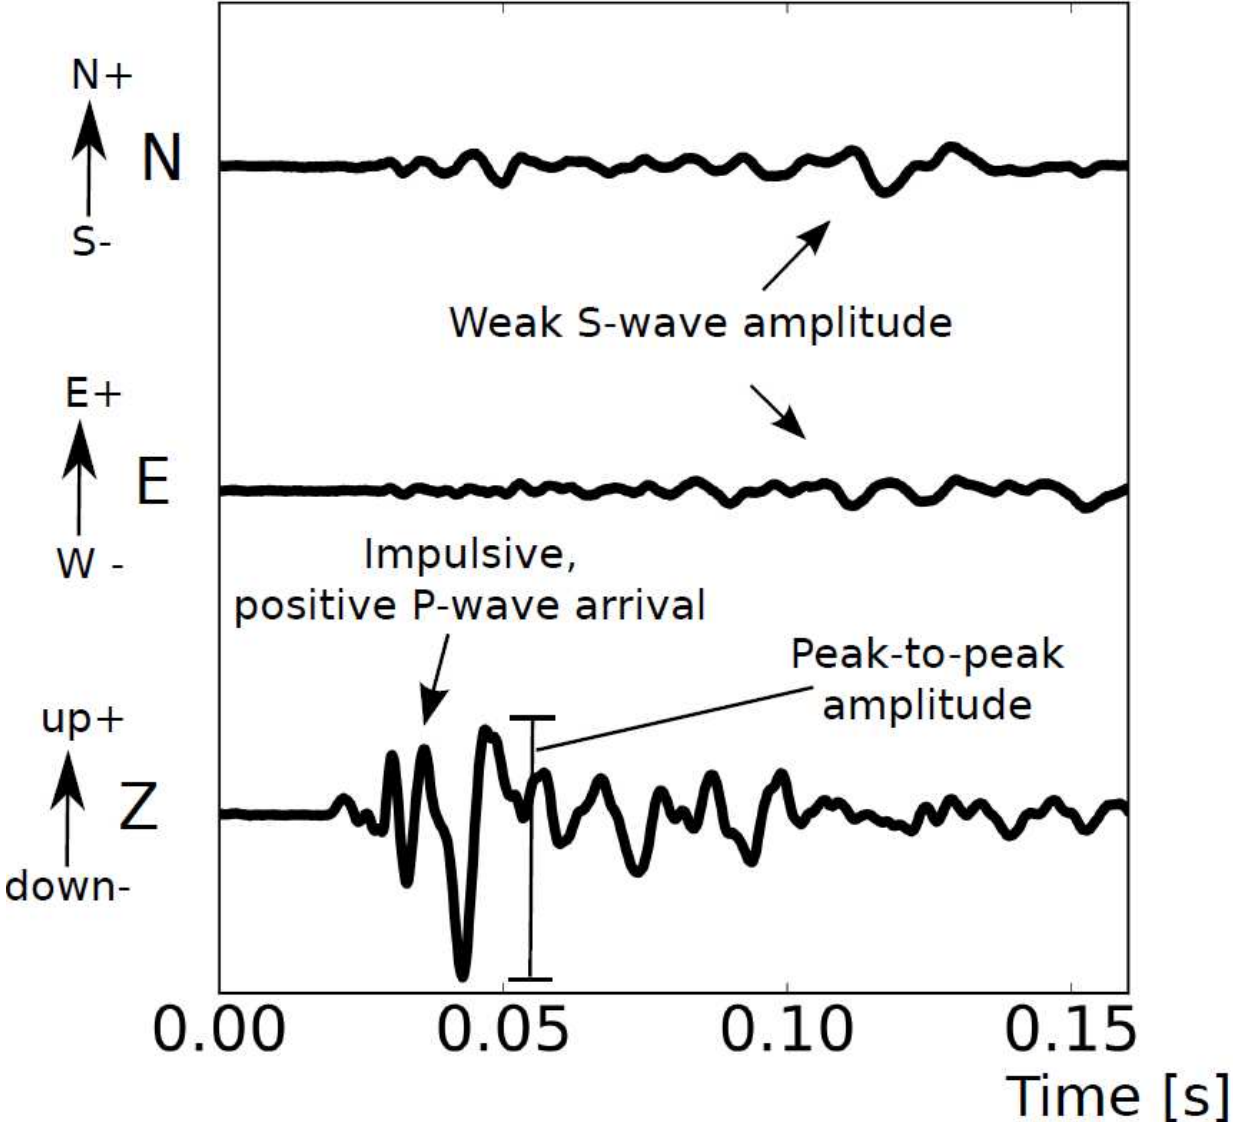 N+
N
S-
Weak S-wave amplitude
E+
E
W -
Impulsive,
positive P-wave arrival
Peak-to-peak
amplitude
up+
Z
down-
0.00 0.05 0.10 0.15
Time [s]